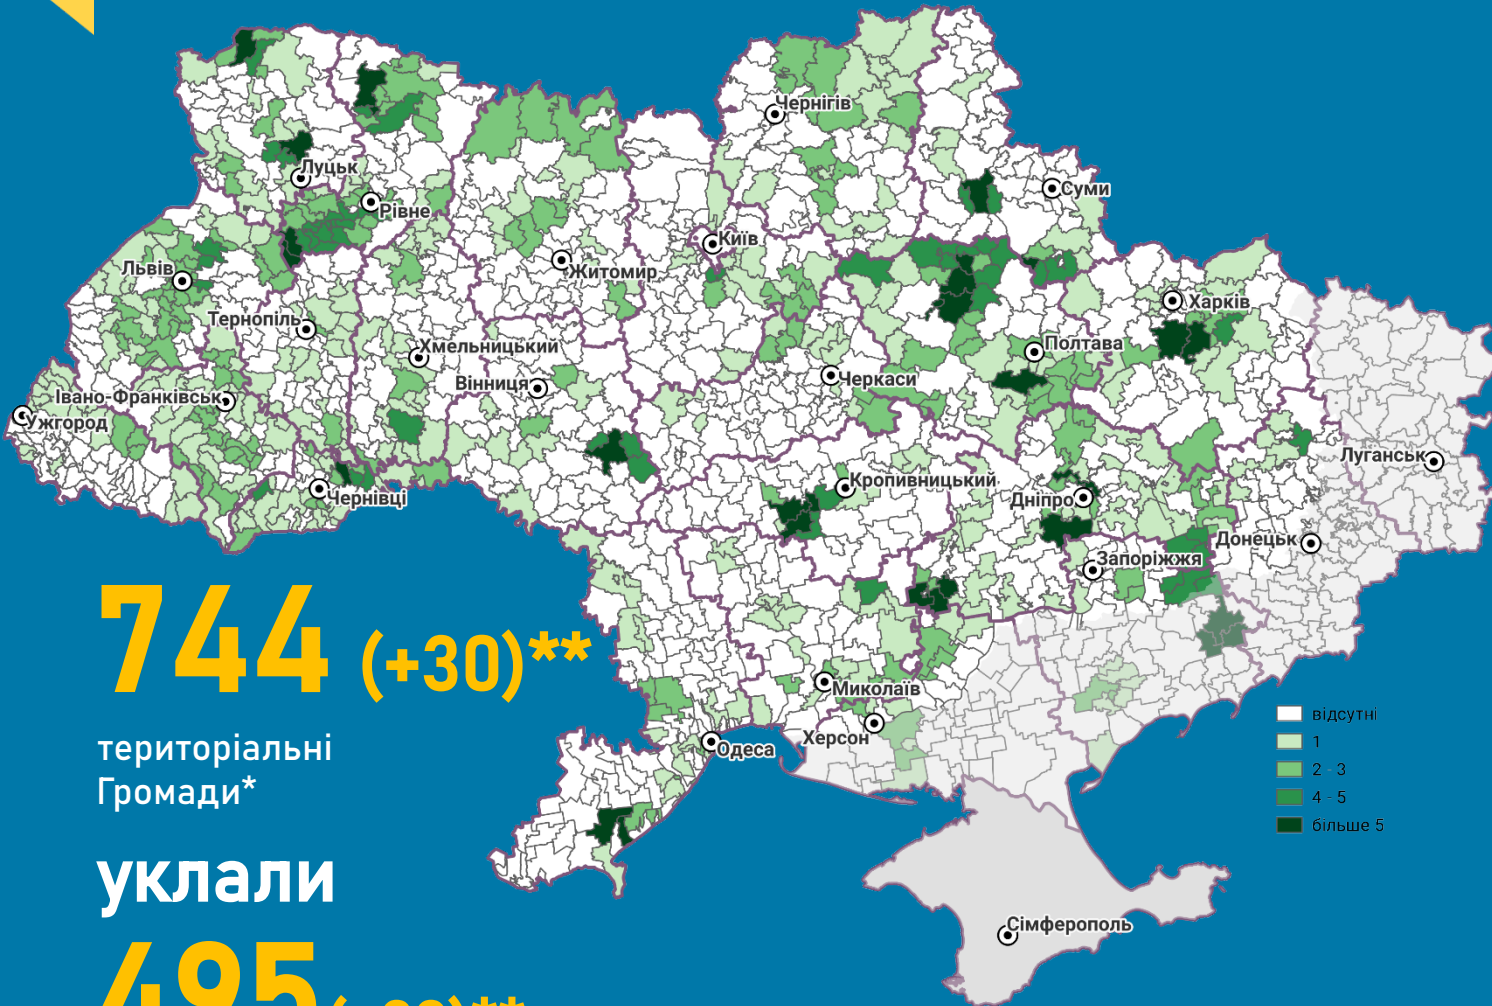 Чернігів
Луцьк
Суми
Рівне
Київ
Житомир
Львів
Харків
Тернопіль
Хмельницький
Полтава
Вінниця
Черкаси
Івано-Франківськ
Ужгород
Луганськ
Кропивницький
Чернівці
Дніпро
Донецьк
Запоріжжя
744 (+30)**
територіальні
Громади*
уклали
495
Миколаїв
Херсон
Одеса
Сімферополь
відсутні
1
2 - 3
4 - 5
більше 5